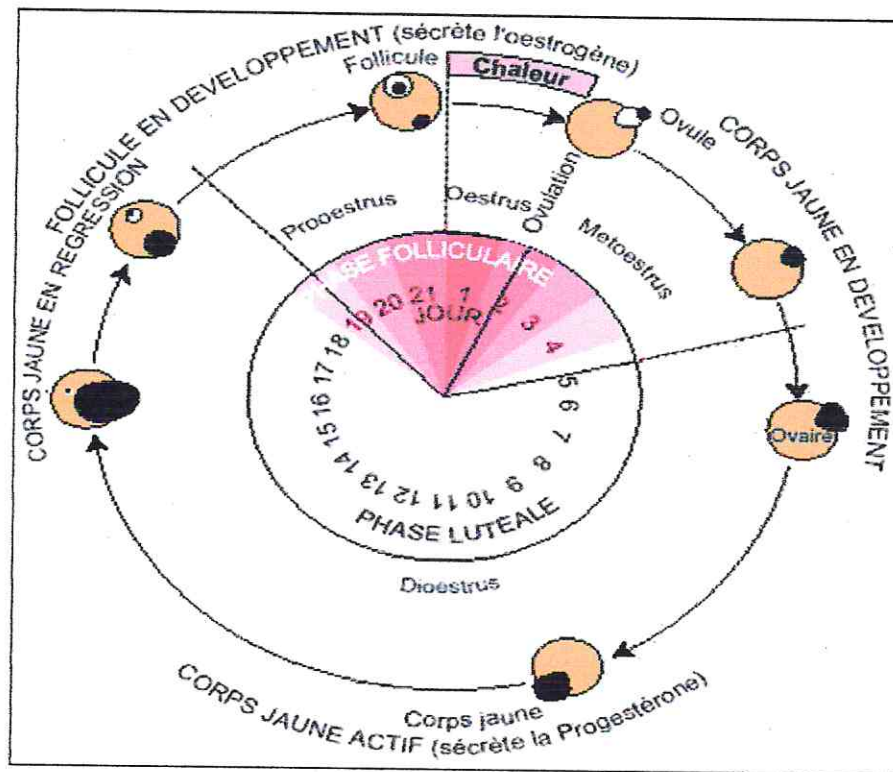 FOLLICULE EN DEVELOPPEMENT (sécrète l'oestrogène)
Follicule
Chaleur
Ovule
CORPS JAUNE EN DEVELOPPEMENT
CORPS JAUNE EN REGRESSION
Prooestrus
Oestrus
Ovulation
Metoestrus
PHASE FOLLICULAIRE
JOUR
1
2
3
4
5
6
7
8
9
10
11
12
13
14
15
16
17
18
19
20
21
Ovaire
PHASE LUTEALE
Dioestrus
Corps jaune
CORPS JAUNE ACTIF (sécrète la Progestérone)